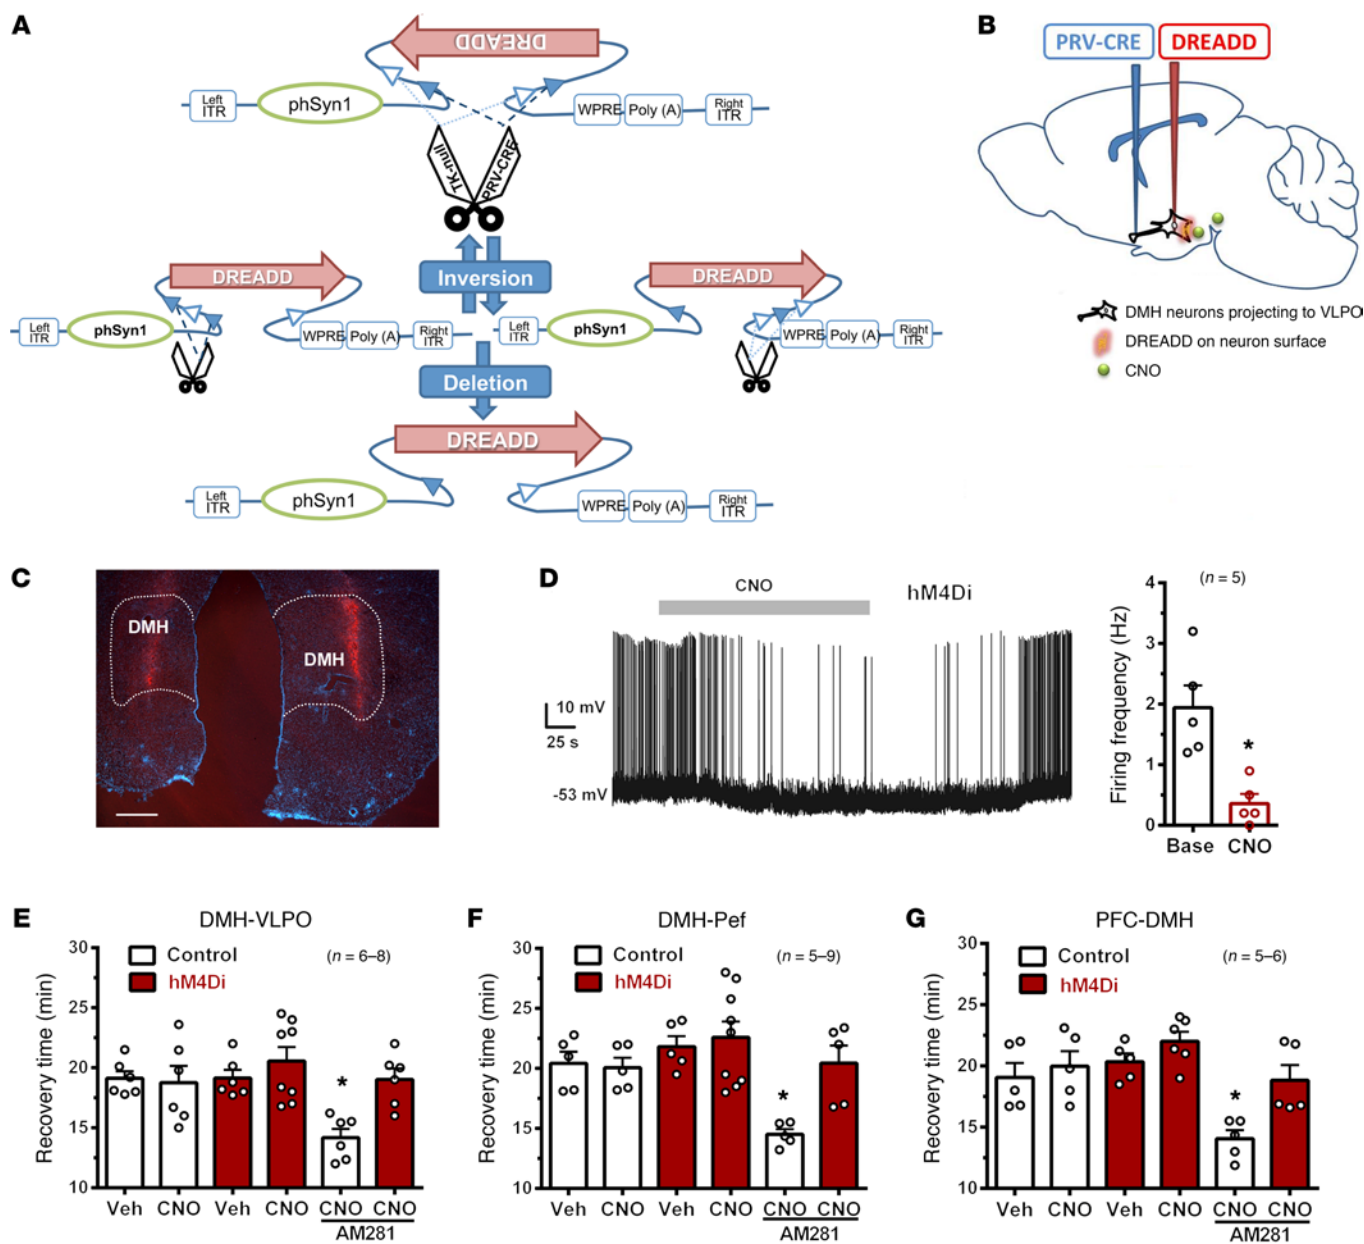 A
DREADD
Left
ITR
phSyn1
WPRE
Poly (A)
Right
ITR
TK-null
PRV-CRE
DREADD
Inversion
DREADD
Left
ITR
phSyn1
WPRE
Poly (A)
Right
ITR
Left
ITR
phSyn1
WPRE
Poly (A)
Right
ITR
Deletion
DREADD
Left
ITR
phSyn1
WPRE
Poly (A)
Right
ITR
B
PRV-CRE
DREADD
DMH neurons projecting to VLPO
DREADD on neuron surface
CNO
C
DMH
DMH
D
CNO
hM4Di
10 mV
25 s
-53 mV
(n = 5)
Firing frequency (Hz)
4
3
2
1
0
*
Base
CNO
E
DMH-VLPO
Control
hM4Di
(n = 6–8)
Recovery time (min)
30
25
20
15
10
*
Veh
CNO
Veh
CNO
CNO
CNO
AM281
F
DMH-Pef
Control
hM4Di
(n = 5–9)
Recovery time (min)
30
25
20
15
10
*
Veh
CNO
Veh
CNO
CNO
CNO
AM281
G
PFC-DMH
Control
hM4Di
(n = 5–6)
Recovery time (min)
30
25
20
15
10
*
Veh
CNO
Veh
CNO
CNO
CNO
AM281